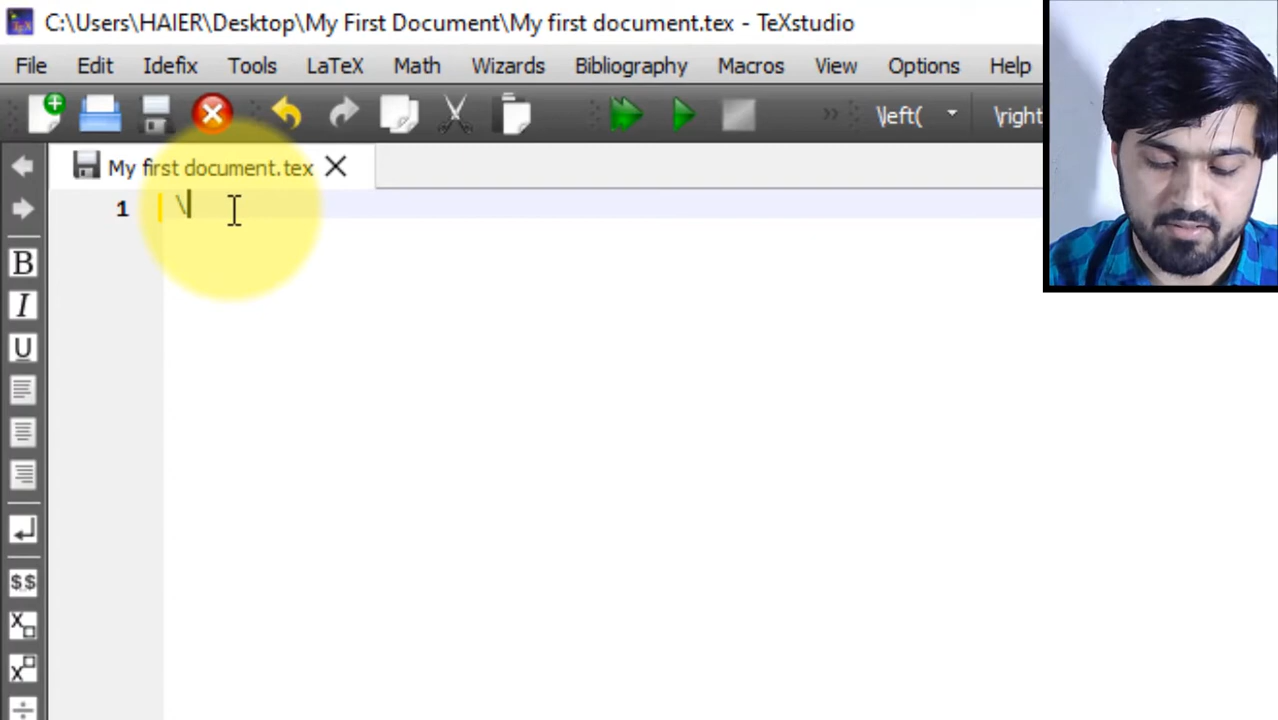 C:\Users\HAIER\Desktop\My First Document\My first document.tex - TeXstudio
File Edit Idefix Tools LaTeX Math Wizards Bibliography Macros View Options Help
\left( \right
My first document.tex
1 \
B
I
U
$$
X
x